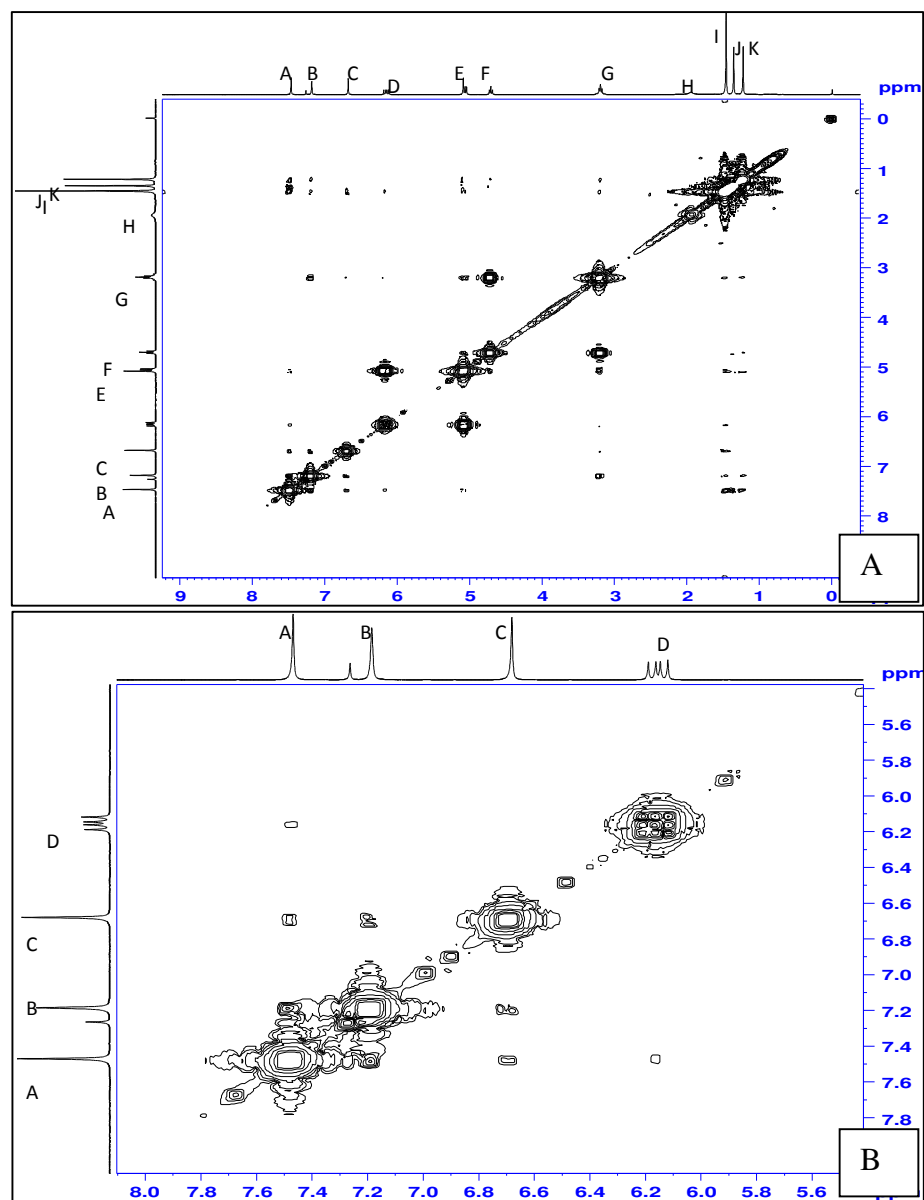 A B C D E F G H I J K
ppm
0
1
K
J I
2
H
3
G
4
F
5
E
6
C
7
B
A
8
A
9 8 7 6 5 4 3 2 1 0
A B C D
ppm
5.6
5.8
6.0
D
6.2
6.4
6.6
C
6.8
7.0
B
7.2
7.4
A
7.6
7.8
B
8.0 7.8 7.6 7.4 7.2 7.0 6.8 6.6 6.4 6.2 6.0 5.8 5.6